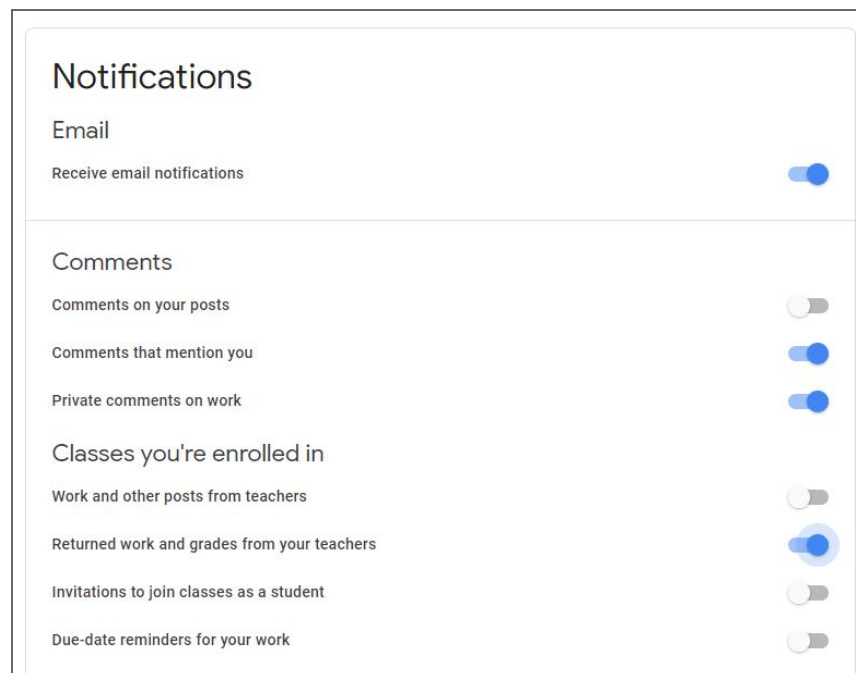 Notifications
Email
Receive email notifications
Comments
Comments on your posts
Comments that mention you
Private comments on work
Classes you're enrolled in
Work and other posts from teachers
Returned work and grades from your teachers
Invitations to join classes as a student
Due-date reminders for your work